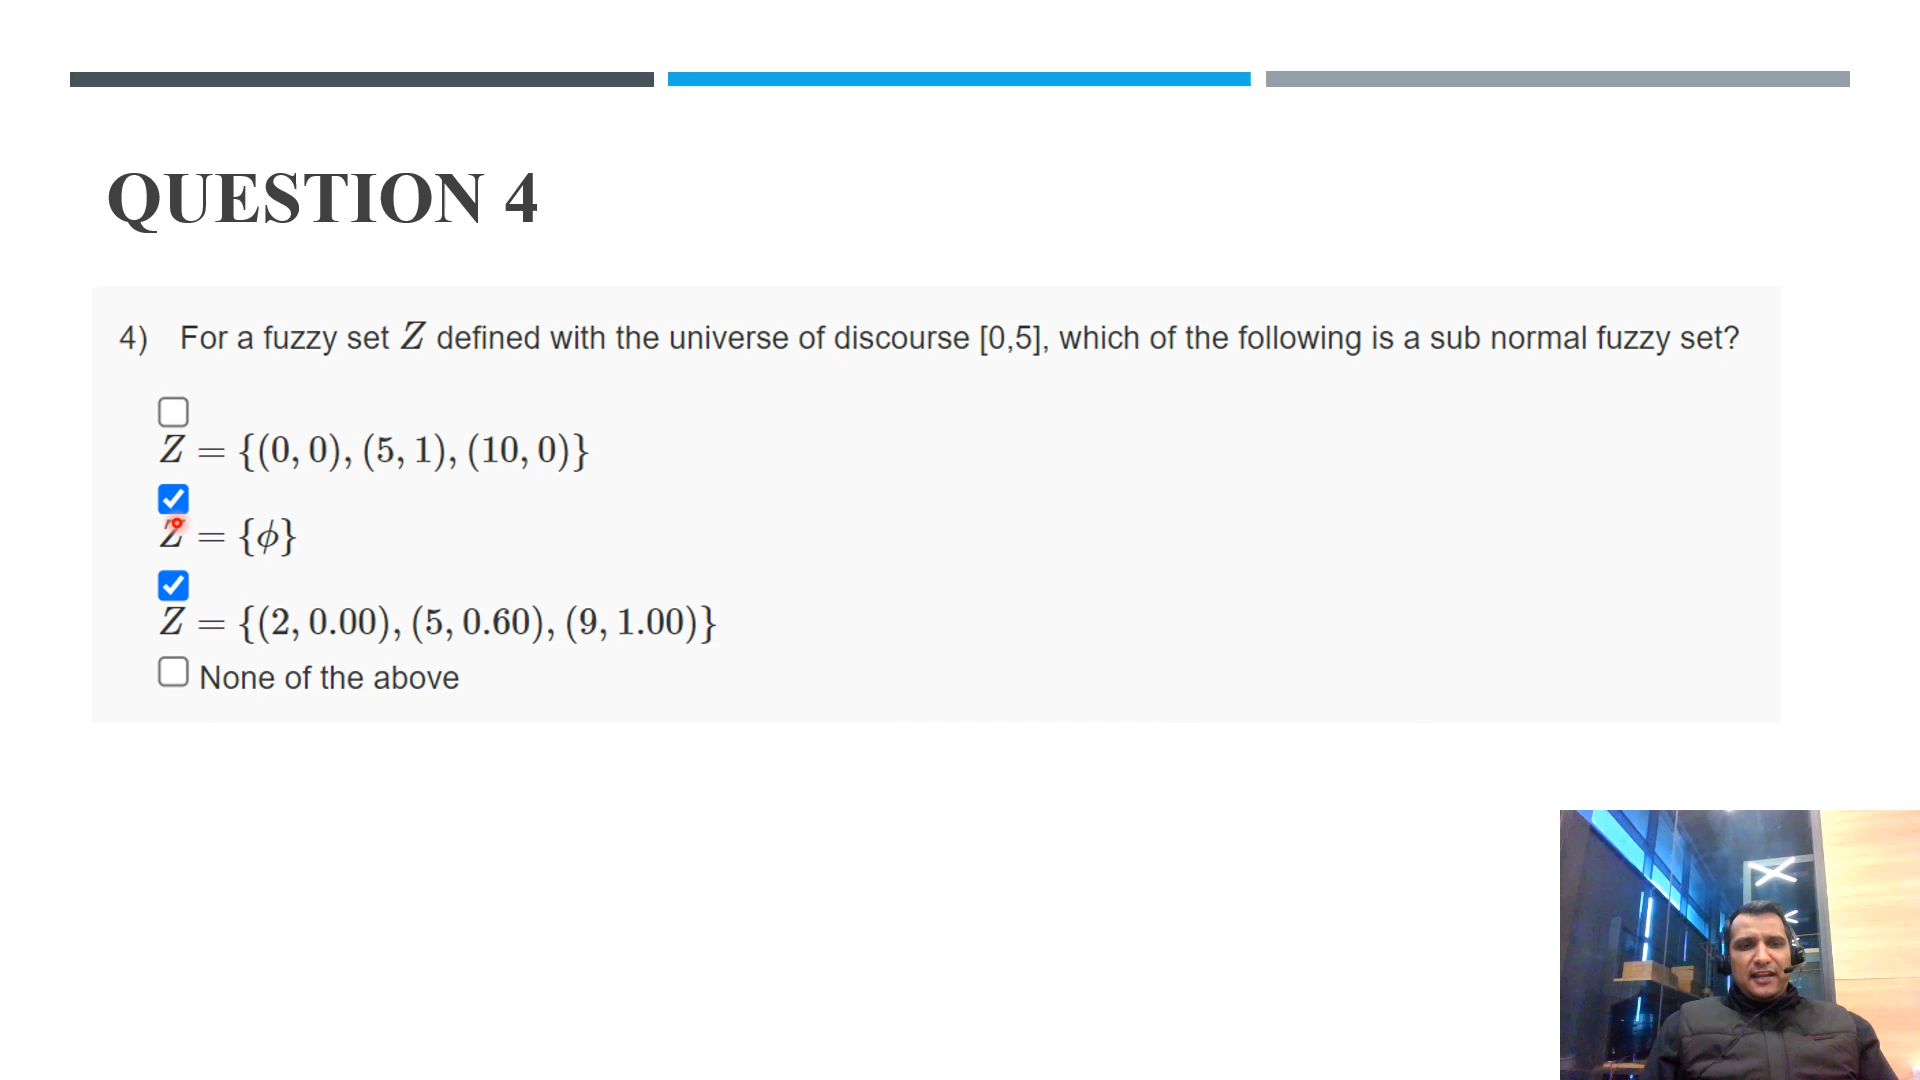 QUESTION 4
4) For a fuzzy set Z defined with the universe of discourse [0,5], which of the following is a sub normal fuzzy set?
Z = {(0, 0), (5, 1), (10, 0)}
Z = {ϕ}
Z = {(2, 0.00), (5, 0.60), (9, 1.00)}
None of the above